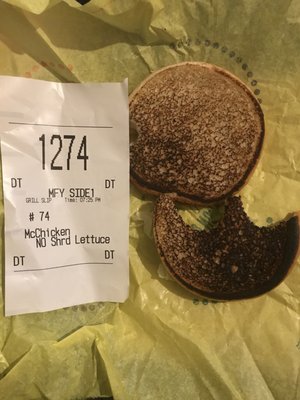 1274
DT DT
MFY SIDE1
GRILL SLIP Time: 07:25 PM
# 74
McChicken
NO Shrd Lettuce
DT DT